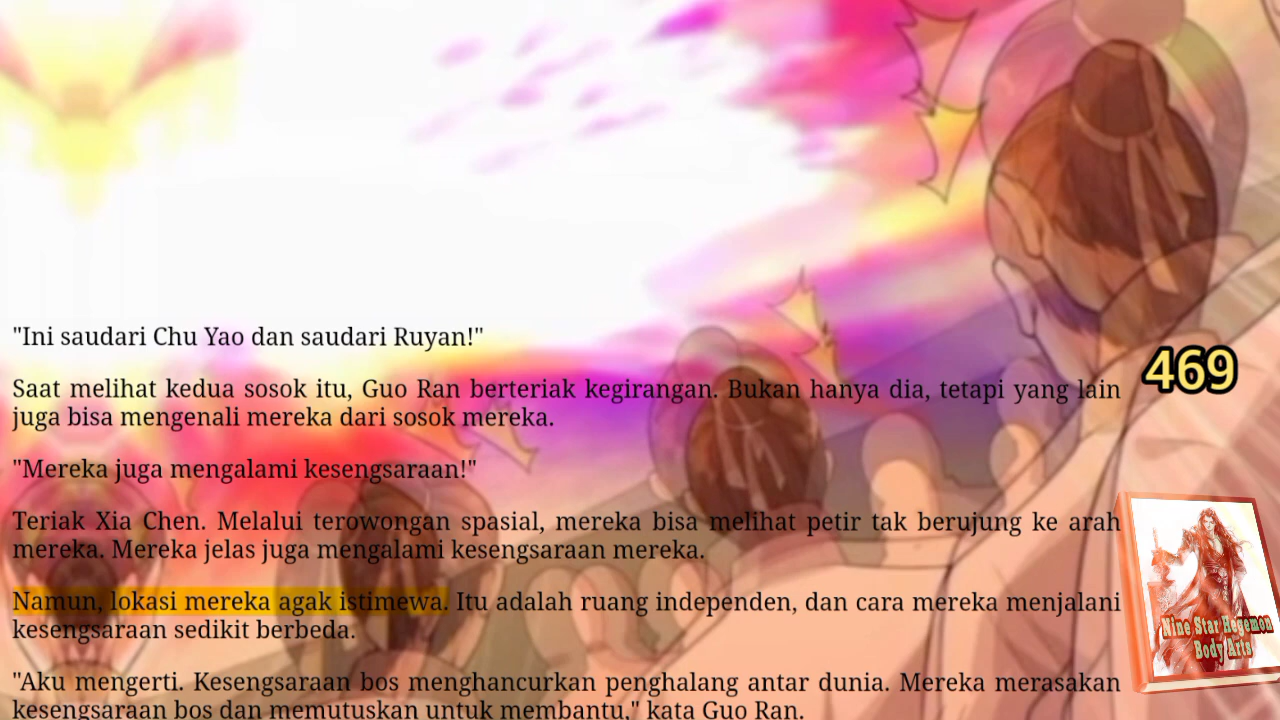 "Ini saudari Chu Yao dan saudari Ruyan!"
Saat melihat kedua sosok itu, Guo Ran berteriak kegirangan. Bukan hanya dia, tetapi yang lain
juga bisa mengenali mereka dari sosok mereka.
"Mereka juga mengalami kesengsaraan!"
Teriak Xia Chen. Melalui terowongan spasial, mereka bisa melihat petir tak berujung ke arah
mereka. Mereka jelas juga mengalami kesengsaraan mereka.
Namun, lokasi mereka agak istimewa. Itu adalah ruang independen, dan cara mereka menjalani
kesengsaraan sedikit berbeda.
"Aku mengerti. Kesengsaraan bos menghancurkan penghalang antar dunia. Mereka merasakan
kesengsaraan bos dan memutuskan untuk membantu," kata Guo Ran.
469
Nine Star Hegemon
Body Arts